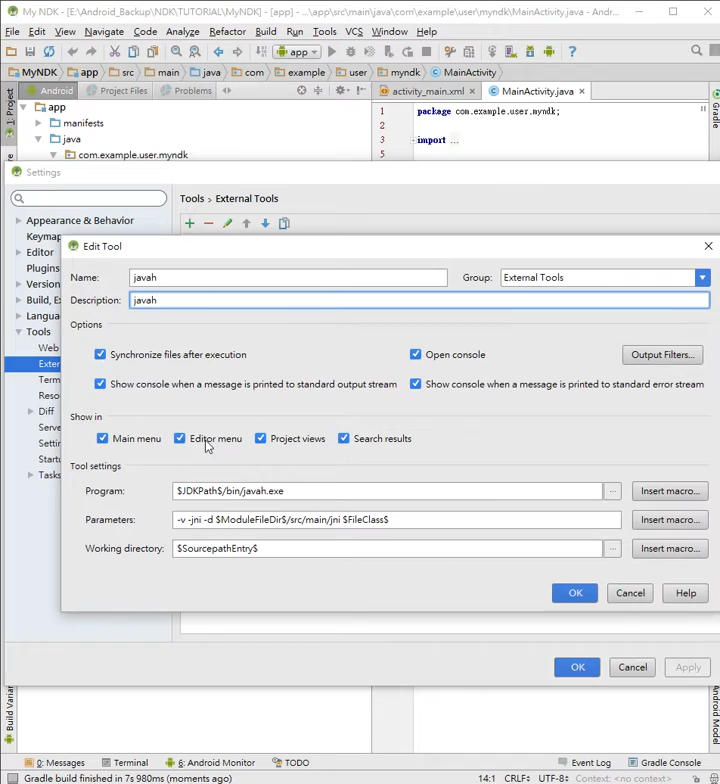 My NDK - [E:\Android_Backup\NDK\TUTORIAL\MyNDK] - [app] - ...\app\src\main\java\com\example\user\myndk\MainActivity.java - Andr...
File Edit View Navigate Code Analyze Refactor Build Run Tools VCS Window Help
app
MyNDK app src main java com example user myndk MainActivity
Android Project Files Problems activity_main.xml MainActivity.java
1: Project
Gradle
app
manifests
java
com.example.user.myndk
1 package com.example.user.myndk;
2
3 import ...
5
Settings
Tools › External Tools
Appearance & Behavior
Keymap
Editor
Plugins
Version
Build, Ex
Langua
Tools
Web
Exter
Term
Reso
Diff
Serve
Settin
Startu
Tasks
Edit Tool
Name: javah Group: External Tools
Description: javah
Options
Synchronize files after execution Open console Output Filters...
Show console when a message is printed to standard output stream Show console when a message is printed to standard error stream
Show in
Main menu Editor menu Project views Search results
Tool settings
Program: $JDKPath$/bin/javah.exe ... Insert macro...
Parameters: -v -jni -d $ModuleFileDir$/src/main/jni $FileClass$ Insert macro...
Working directory: $SourcepathEntry$ ... Insert macro...
OK Cancel Help
OK Cancel Apply
Build Varian
Android Model
0: Messages Terminal 6: Android Monitor TODO Event Log Gradle Console
Gradle build finished in 7s 980ms (moments ago) 14:1 CRLF UTF-8 Context: <no context>